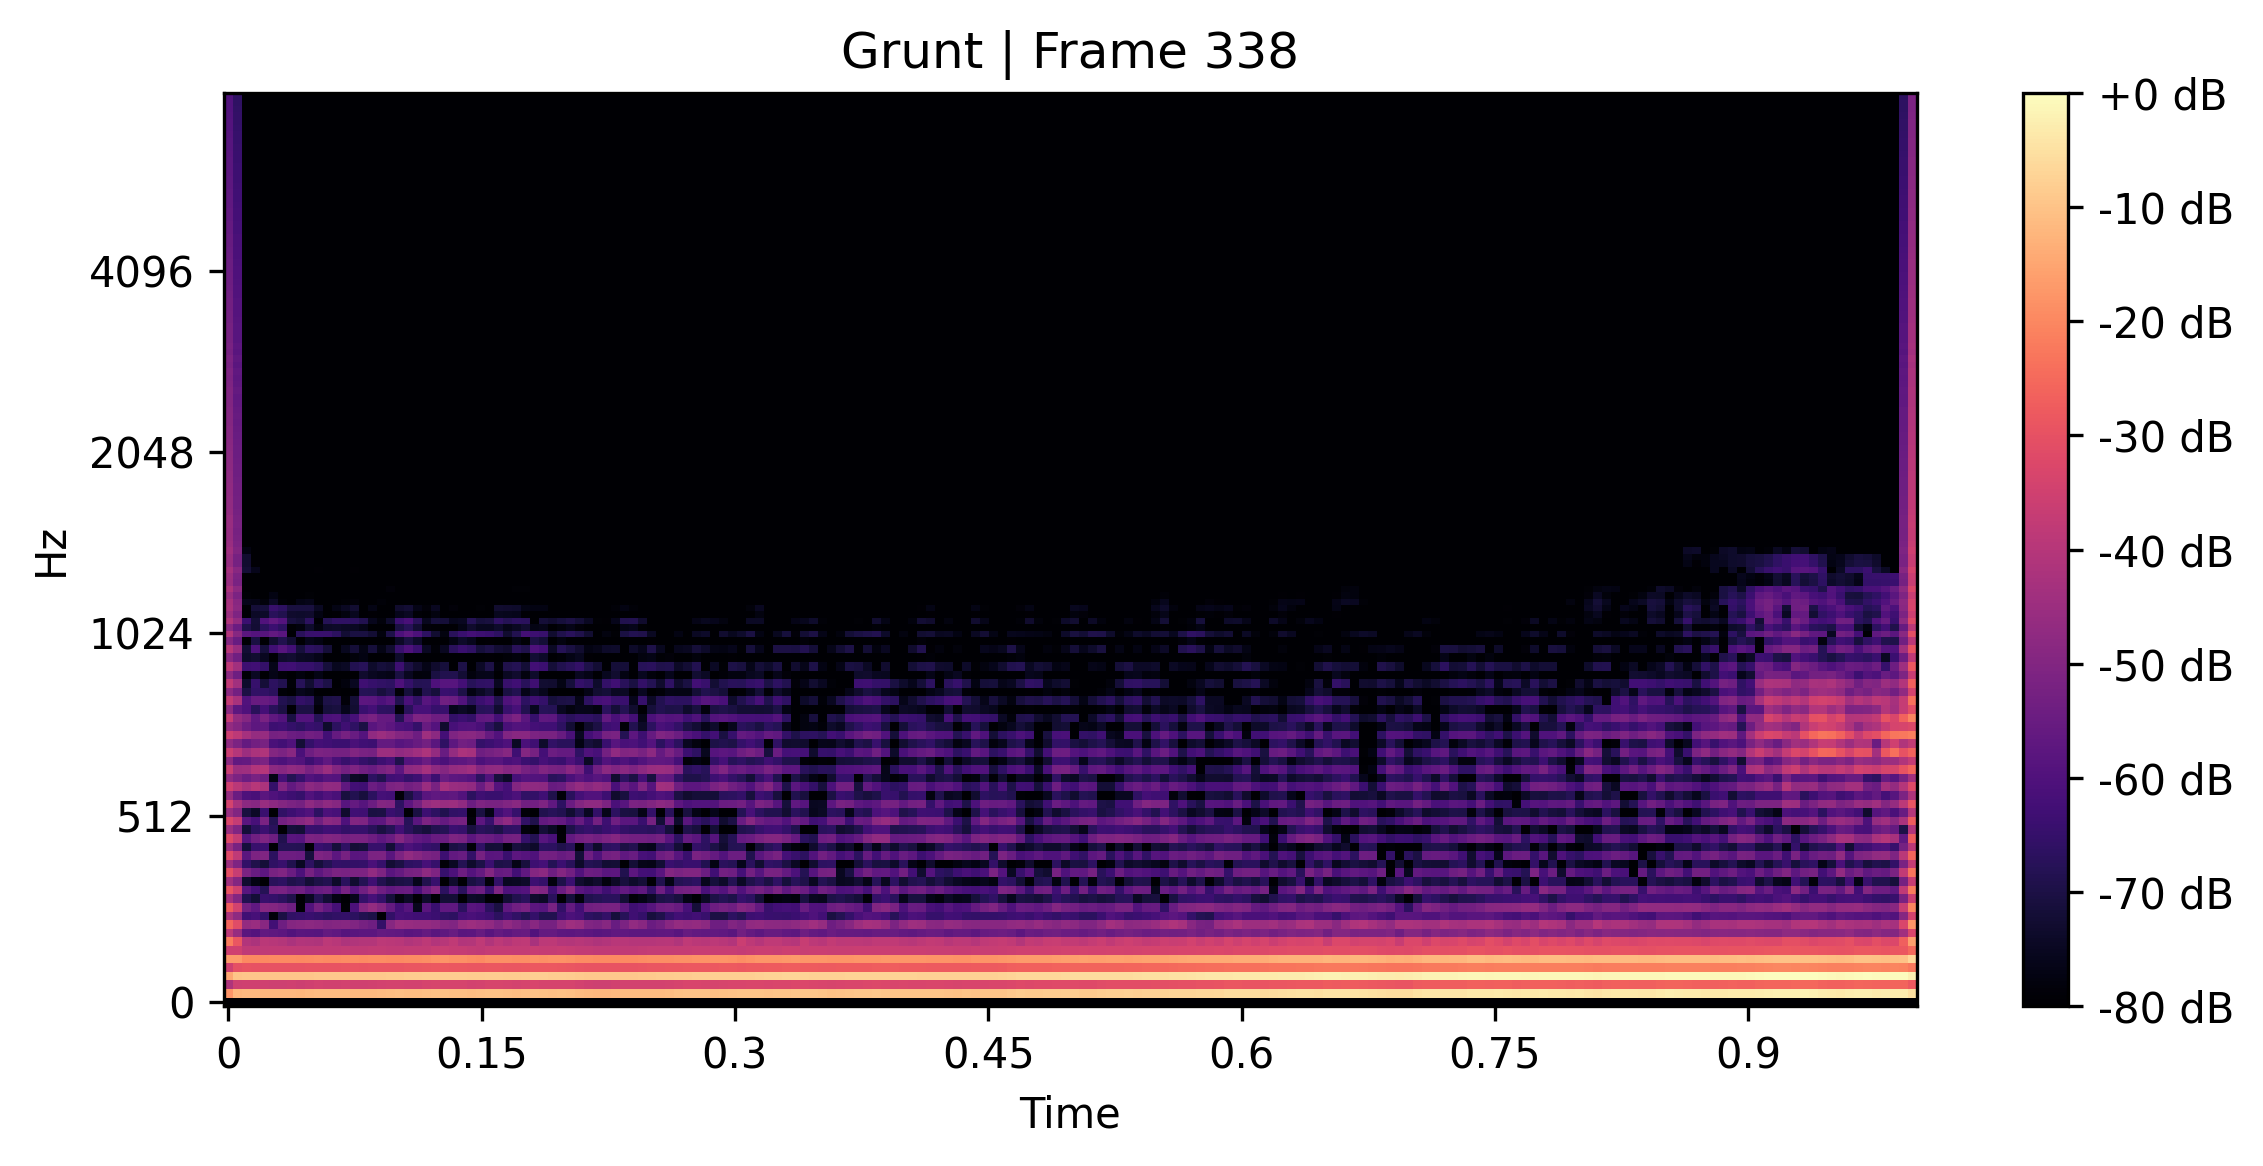 Grunt | Frame 338
Hz
4096
2048
1024
512
0
0
0.15
0.3
0.45
0.6
0.75
0.9
Time
+0 dB
-10 dB
-20 dB
-30 dB
-40 dB
-50 dB
-60 dB
-70 dB
-80 dB